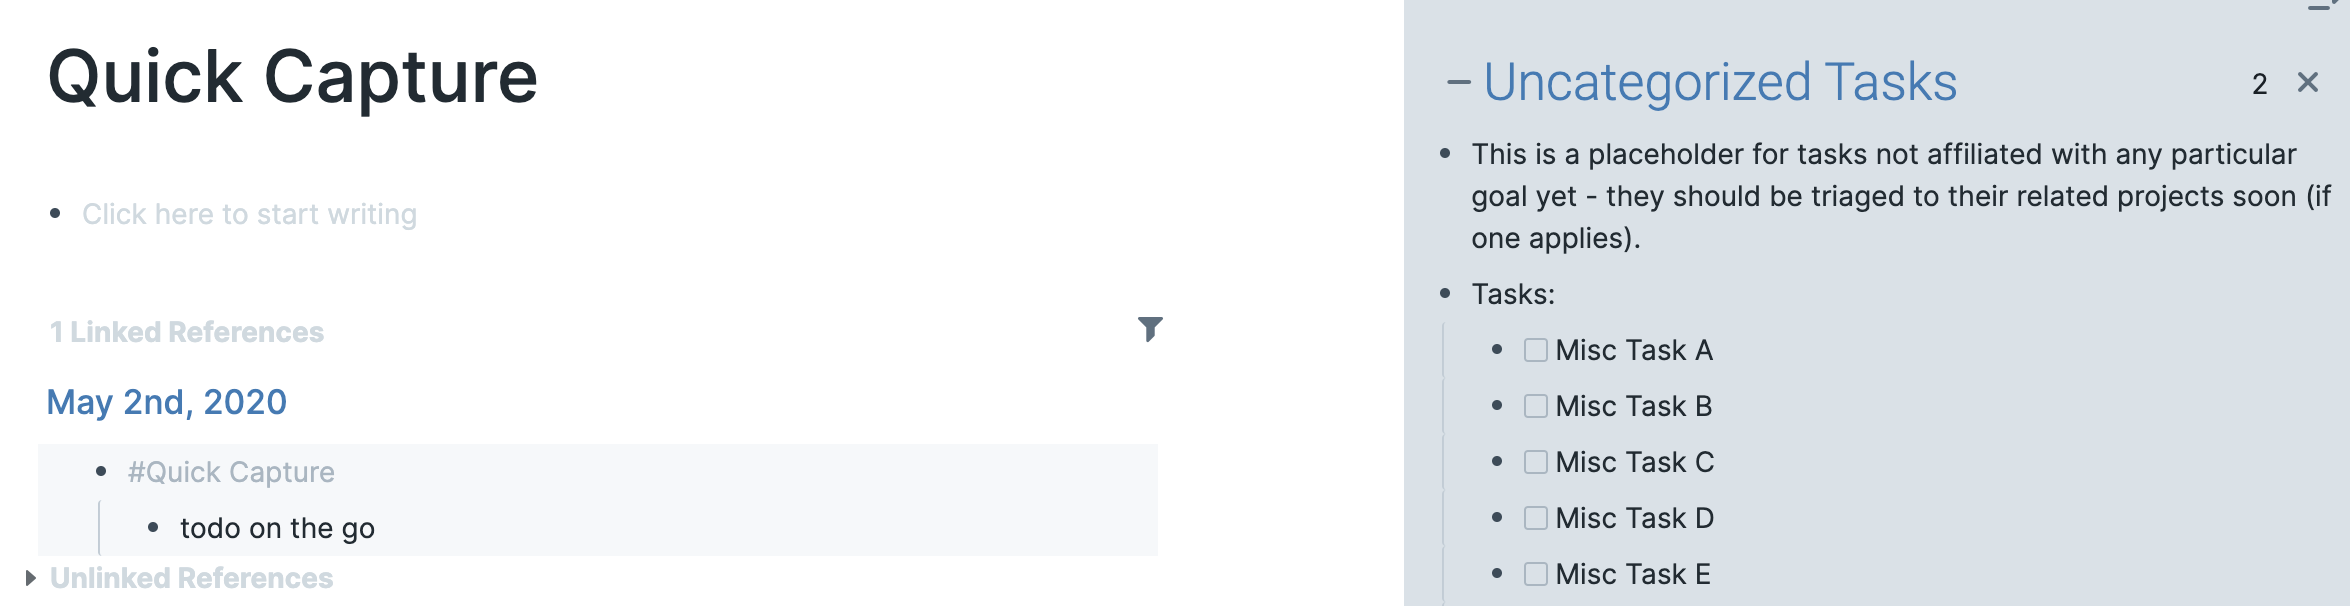 Quick Capture
Click here to start writing
1 Linked References
May 2nd, 2020
#Quick Capture
todo on the go
Unlinked References
Uncategorized Tasks
2
This is a placeholder for tasks not affiliated with any particular
goal yet - they should be triaged to their related projects soon (if
one applies).
Tasks:
Misc Task A
Misc Task B
Misc Task C
Misc Task D
Misc Task E